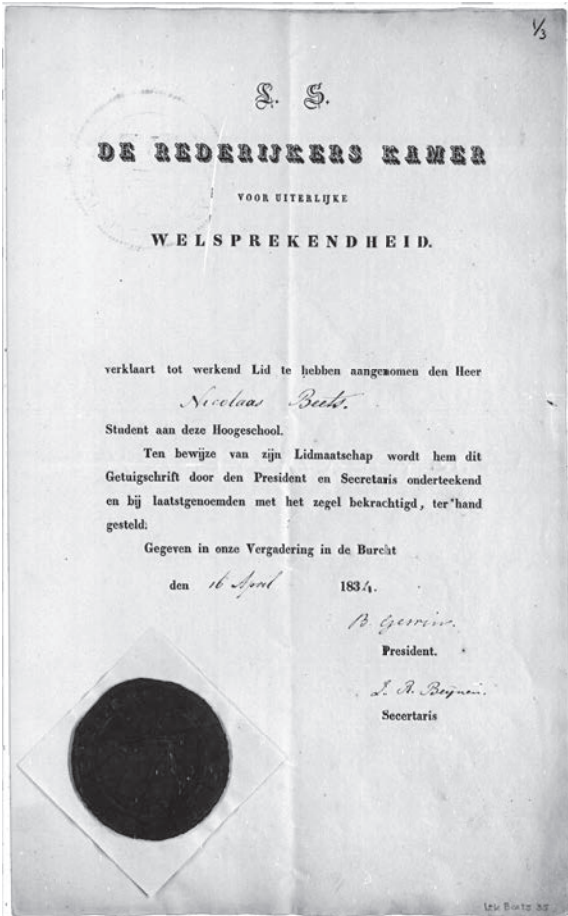 1/3
L. S.
DE REDERIJKERS KAMER
VOOR UITERLIJKE
WELSPREKENDHEID.
verklaart tot werkend Lid te hebben aangenomen den Heer
Nicolaas Beets.
Student aan deze Hoogeschool.
Ten bewijze van zijn Lidmaatschap wordt hem dit
Getuigschrift door den President en Secretaris onderteekend
en bij laatstgenoemden met het zegel bekrachtigd, ter hand
gesteld.
Gegeven in onze Vergadering in de Burcht
den 16 April 1834.
B.
President.
Secertaris